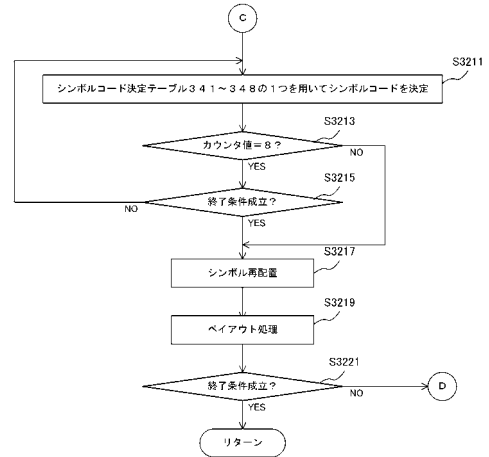 C
S3211
シンボルコード決定テーブル341~348の1つを用いてシンボルコードを決定
S3213
カウンタ値=8?
NO
YES
S3215
終了条件成立?
NO
YES
S3217
シンボル再配置
S3219
ペイアウト処理
S3221
終了条件成立?
NO
D
YES
リターン